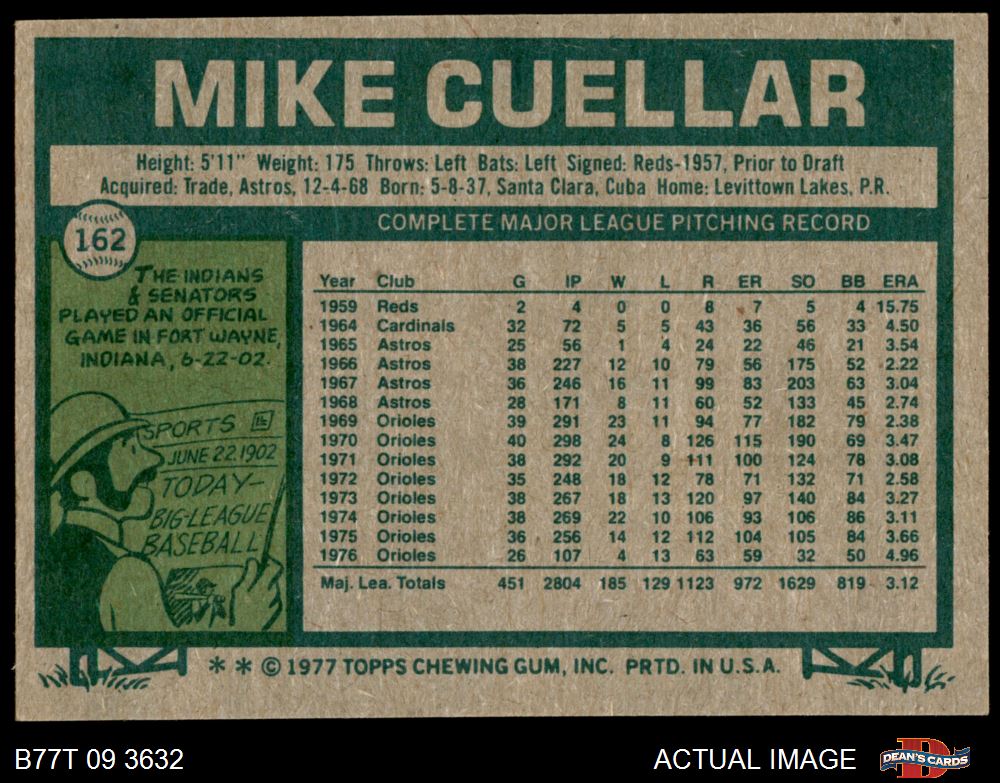 MIKE CUELLAR
Height: 5'11" Weight: 175 Throws: Left Bats: Left Signed: Reds-1957, Prior to Draft
Acquired: Trade, Astros, 12-4-68 Born: 5-8-37, Santa Clara, Cuba Home: Levittown Lakes, P.R.
162
THE INDIANS
& SENATORS
PLAYED AN OFFICIAL
GAME IN FORT WAYNE,
INDIANA, 6-22-02.
SPORTS
JUNE 22, 1902
TODAY-
BIG-LEAGUE
BASEBALL
COMPLETE MAJOR LEAGUE PITCHING RECORD
Year Club G IP W L R ER SO BB ERA
1959 Reds 2 4 0 0 8 7 5 4 15.75
1964 Cardinals 32 72 5 5 43 36 56 33 4.50
1965 Astros 25 56 1 4 24 22 46 21 3.54
1966 Astros 38 227 12 10 79 56 175 52 2.22
1967 Astros 36 246 16 11 99 83 203 63 3.04
1968 Astros 28 171 8 11 60 52 133 45 2.74
1969 Orioles 39 291 23 11 94 77 182 79 2.38
1970 Orioles 40 298 24 8 126 115 190 69 3.47
1971 Orioles 38 292 20 9 111 100 124 78 3.08
1972 Orioles 35 248 18 12 78 71 132 71 2.58
1973 Orioles 38 267 18 13 120 97 140 84 3.27
1974 Orioles 38 269 22 10 106 93 106 86 3.11
1975 Orioles 36 256 14 12 112 104 105 84 3.66
1976 Orioles 26 107 4 13 63 59 32 50 4.96
Maj. Lea. Totals 451 2804 185 129 1123 972 1629 819 3.12
** © 1977 TOPPS CHEWING GUM, INC. PRTD. IN U.S.A.
B77T 09 3632
ACTUAL IMAGE
DEAN'S CARDS